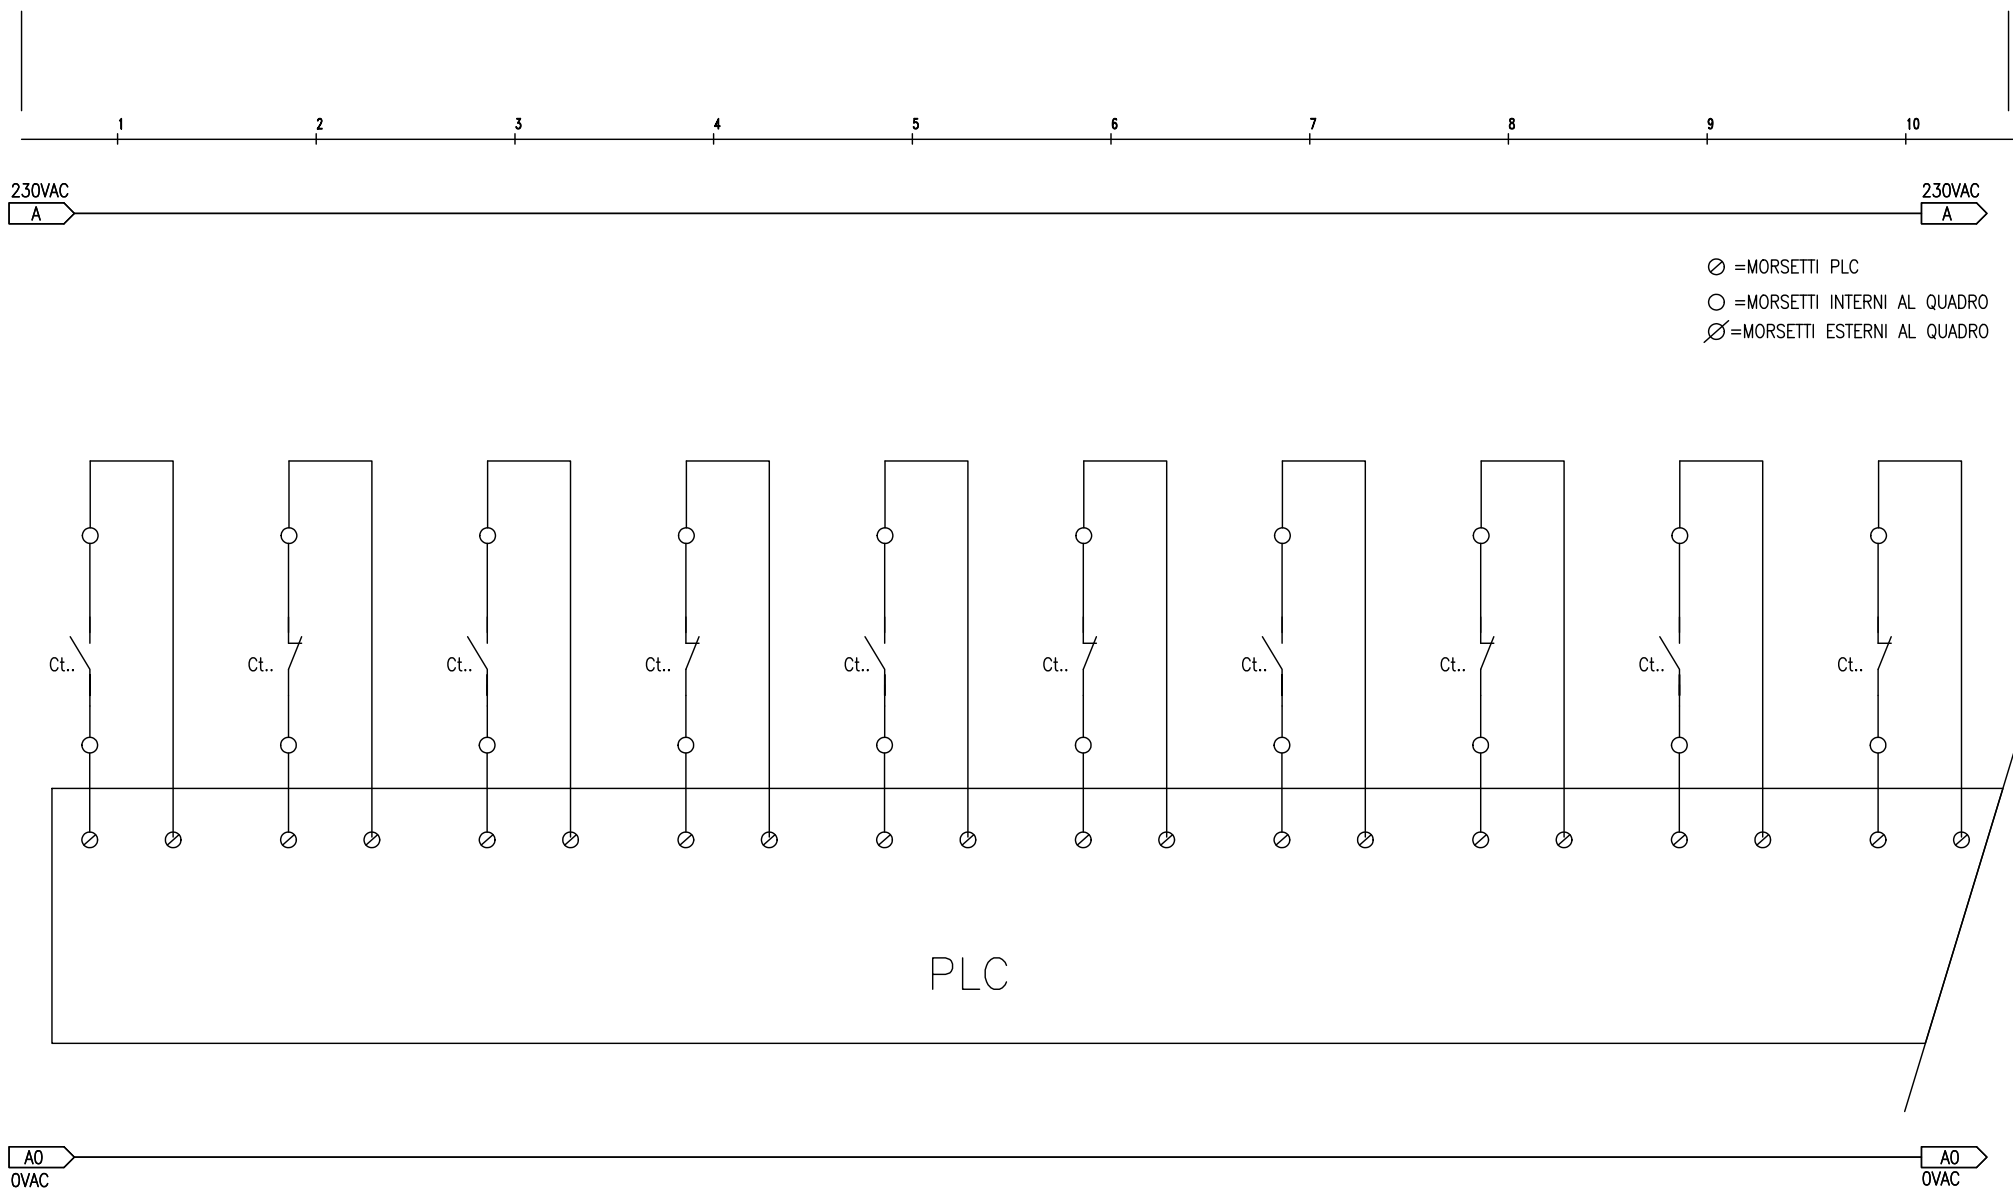 1 2 3 4 5 6 7 8 9 10
230VAC 230VAC
A A
=MORSETTI PLC
=MORSETTI INTERNI AL QUADRO
=MORSETTI ESTERNI AL QUADRO
Ct.. Ct.. Ct.. Ct.. Ct.. Ct.. Ct.. Ct.. Ct.. Ct..
PLC
A0 A0
0VAC 0VAC